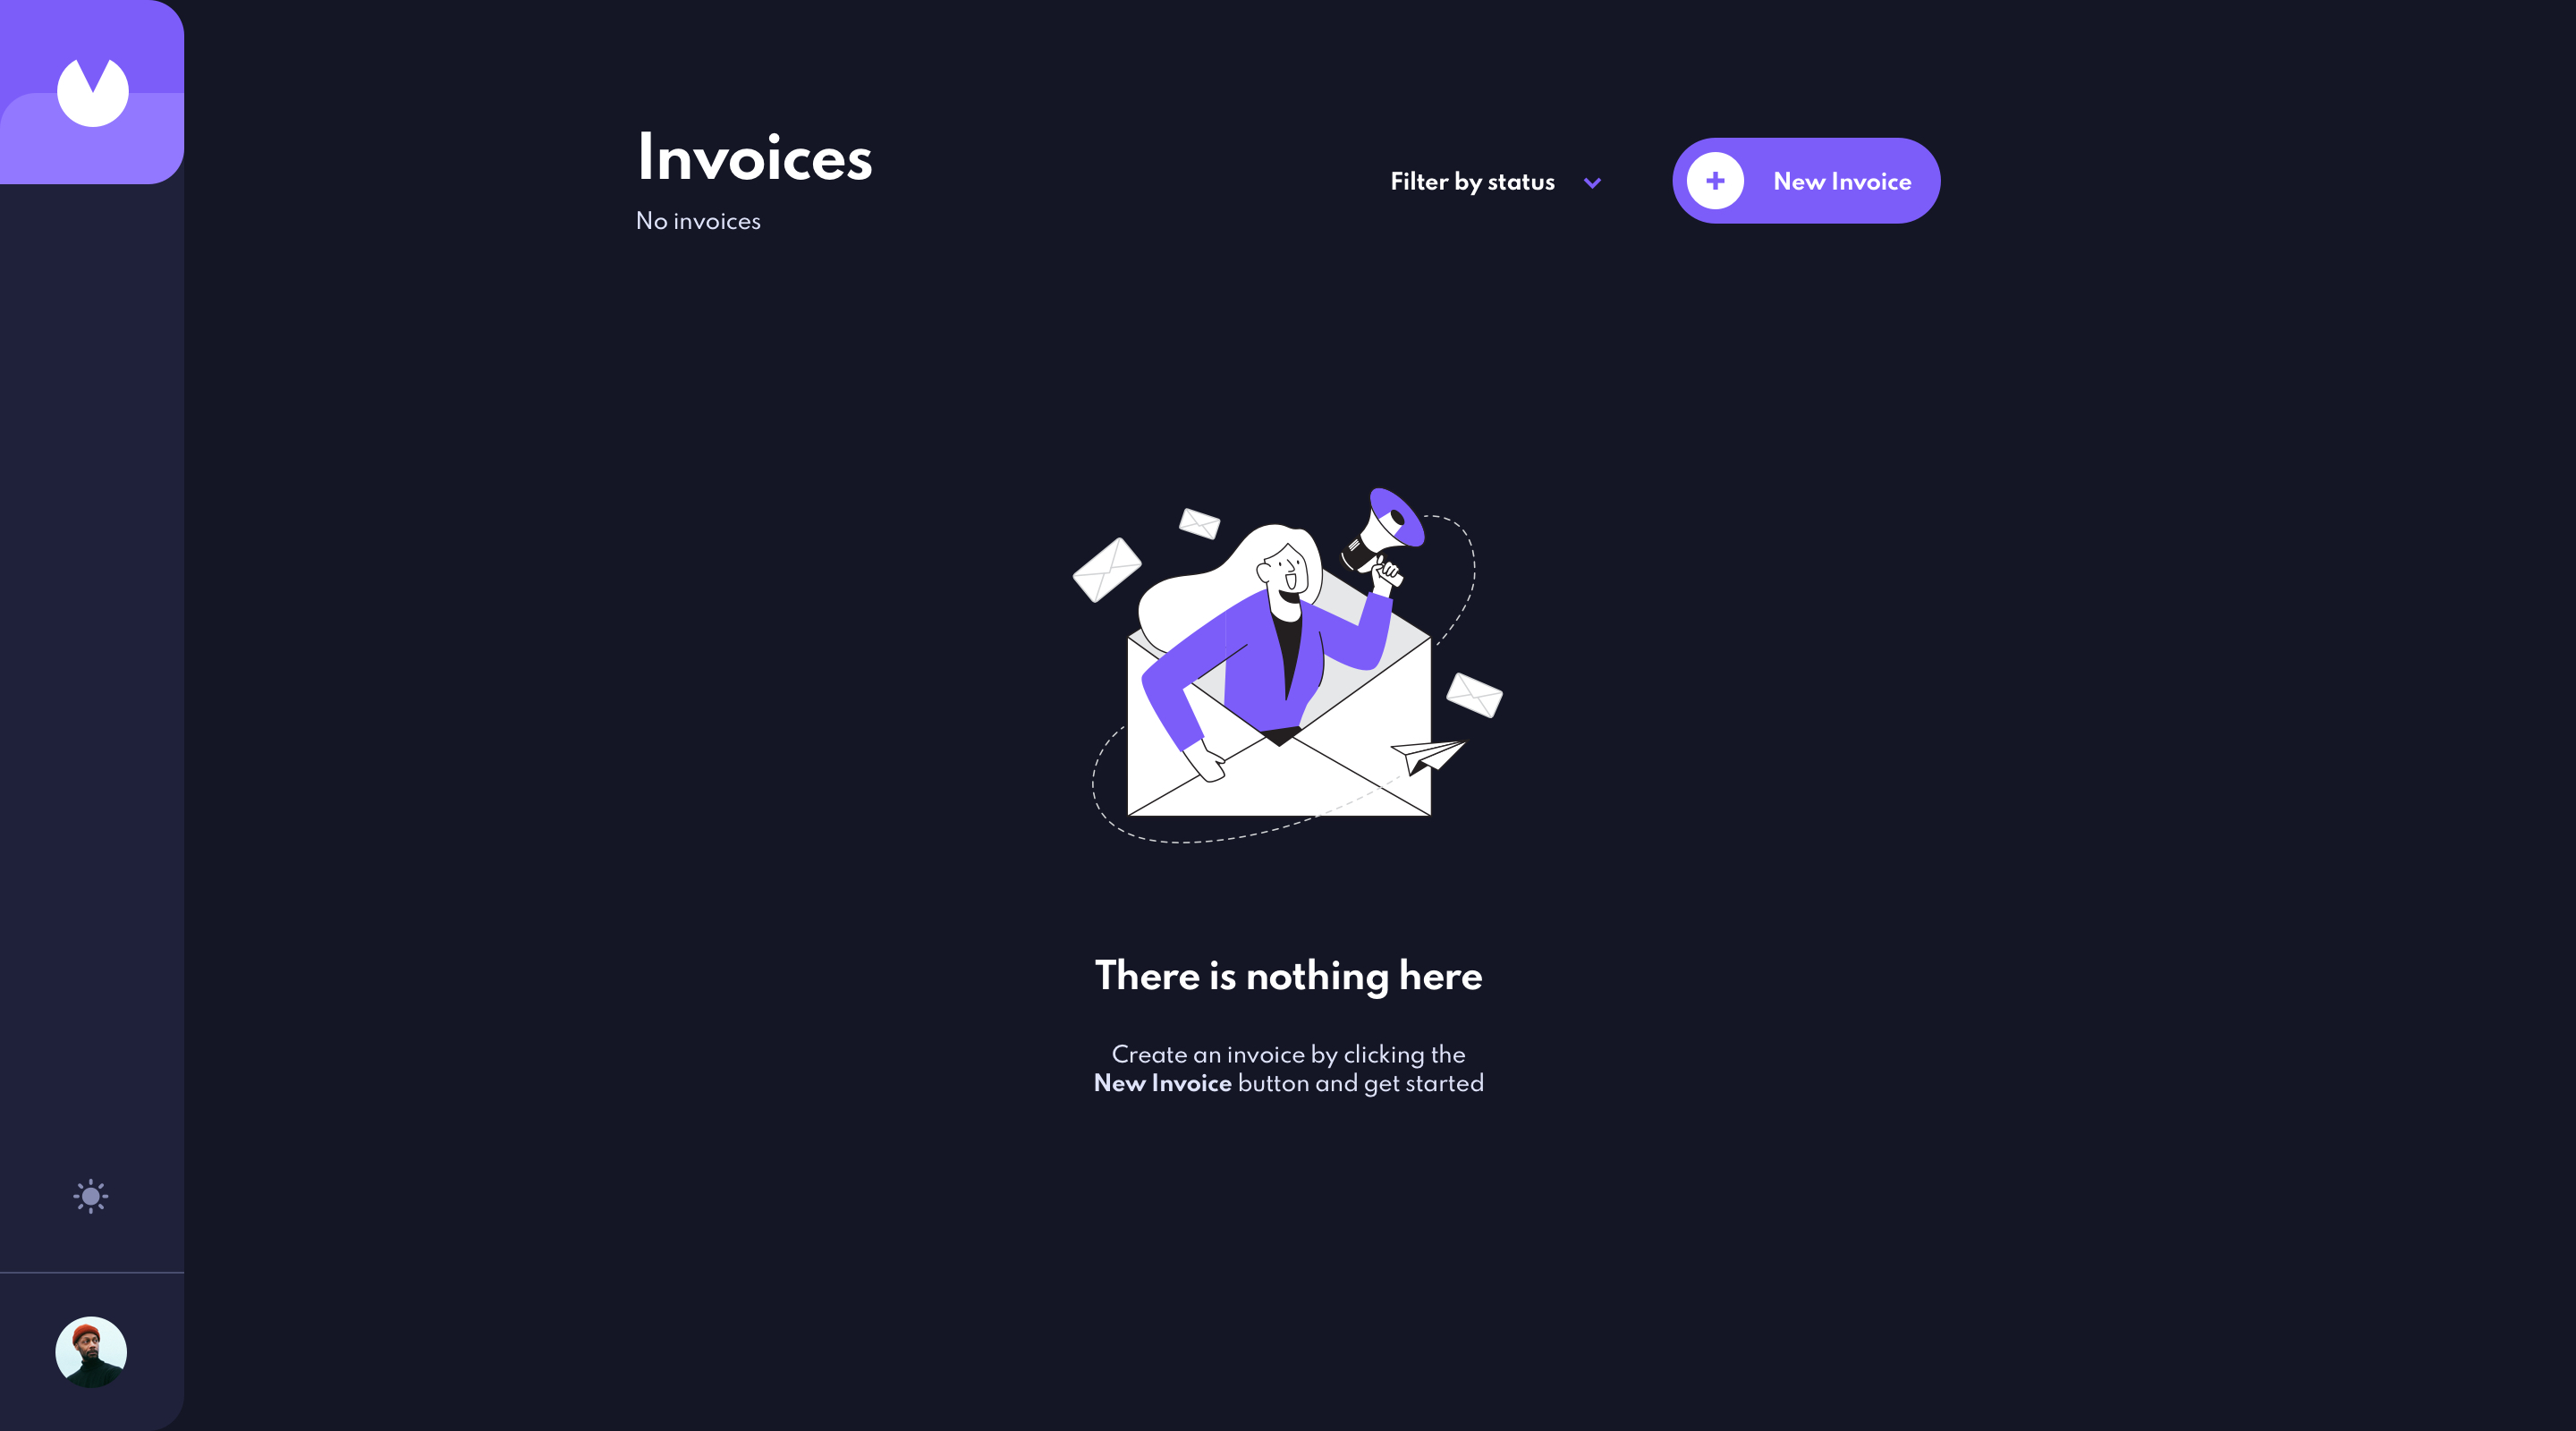 Invoices
No invoices
Filter by status
New Invoice
There is nothing here
Create an invoice by clicking the
New Invoice button and get started